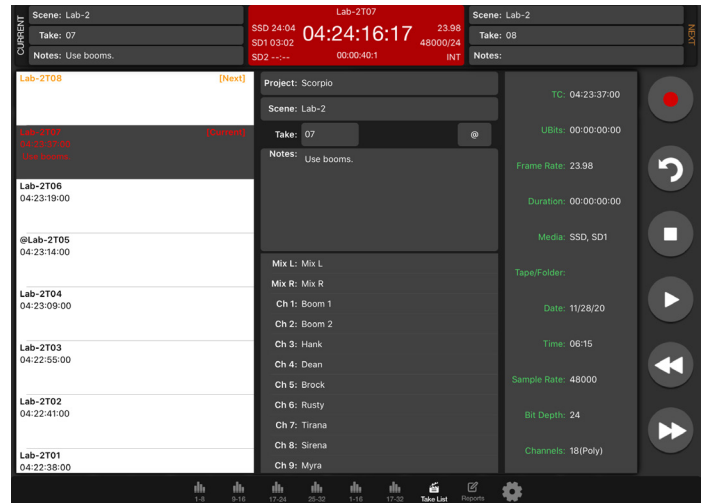 CURRENT
Scene: Lab-2
Take: 07
Notes: Use booms.
Lab-2T07
SSD 24:04
SD1 03:02
SD2 --:--
04:24:16:17
00:00:40:1
23.98
48000/24
INT
Scene: Lab-2
Take: 08
Notes:
NEXT
Lab-2T08 [Next]
Lab-2T07 [Current]
04:23:37:00
Use booms.
Lab-2T06
04:23:19:00
@Lab-2T05
04:23:14:00
Lab-2T04
04:23:09:00
Lab-2T03
04:22:55:00
Lab-2T02
04:22:41:00
Lab-2T01
04:22:38:00
Project: Scorpio
Scene: Lab-2
Take: 07 @
Notes: Use booms.
Mix L: Mix L
Mix R: Mix R
Ch 1: Boom 1
Ch 2: Boom 2
Ch 3: Hank
Ch 4: Dean
Ch 5: Brock
Ch 6: Rusty
Ch 7: Tirana
Ch 8: Sirena
Ch 9: Myra
TC: 04:23:37:00
UBits: 00:00:00:00
Frame Rate: 23.98
Duration: 00:00:00:00
Media: SSD, SD1
Tape/Folder:
Date: 11/28/20
Time: 06:15
Sample Rate: 48000
Bit Depth: 24
Channels: 18(Poly)
1-8
9-16
17-24
25-32
1-16
17-32
Take List
Reports